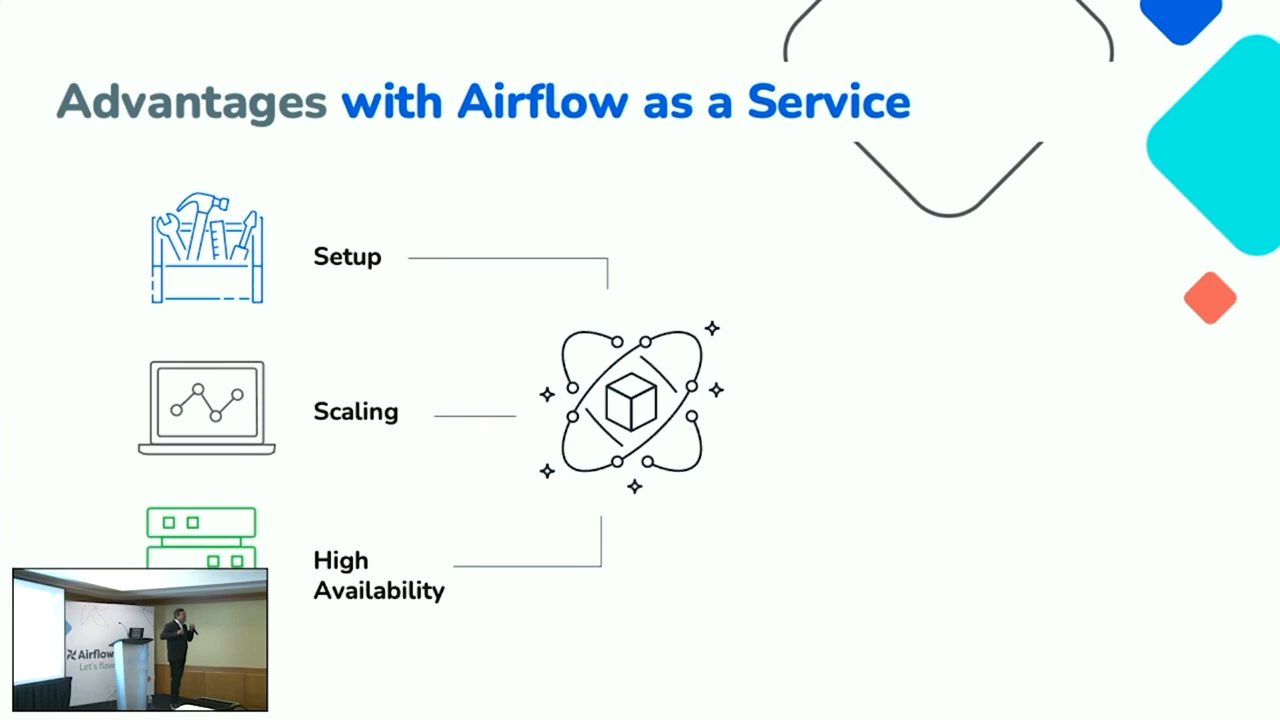 Advantages with Airflow as a Service
Setup
Scaling
High
Availability
Airflow
Let's flow